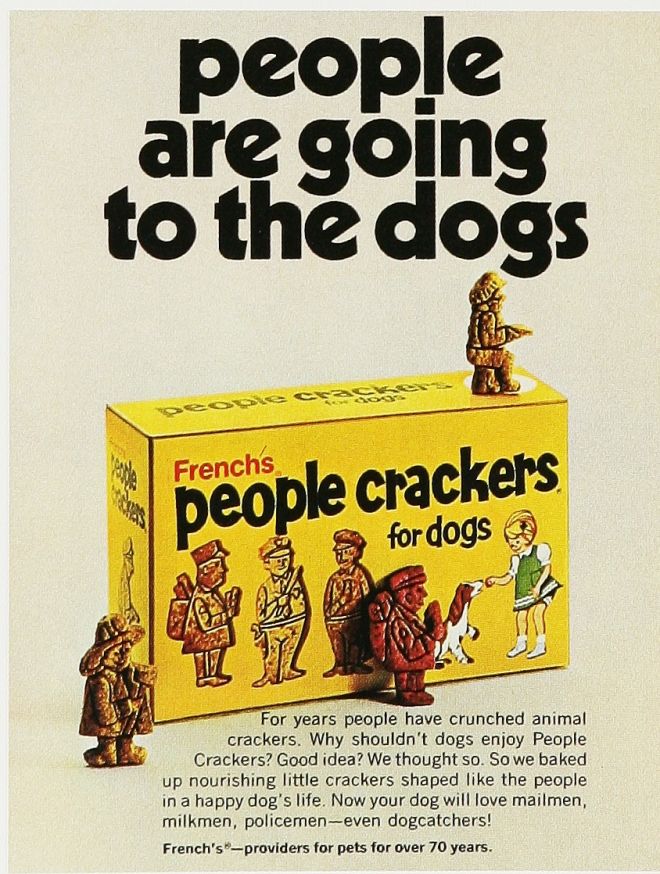 people
are going
to the dogs
people crackers
for dogs
people
crackers
French's
people crackers
for dogs
For years people have crunched animal
crackers. Why shouldn't dogs enjoy People
Crackers? Good idea? We thought so. So we baked
up nourishing little crackers shaped like the people
in a happy dog's life. Now your dog will love mailmen,
milkmen, policemen—even dogcatchers!
French's®—providers for pets for over 70 years.